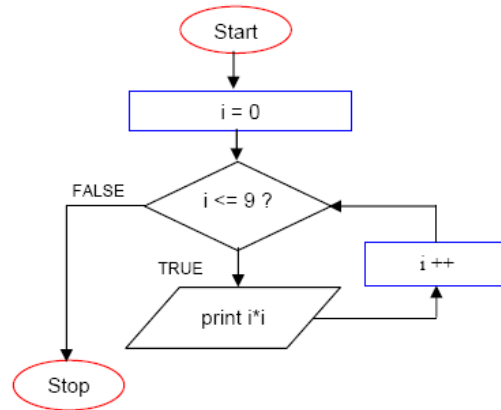 Start
i = 0
FALSE
i <= 9 ?
TRUE
i ++
print i*i
Stop